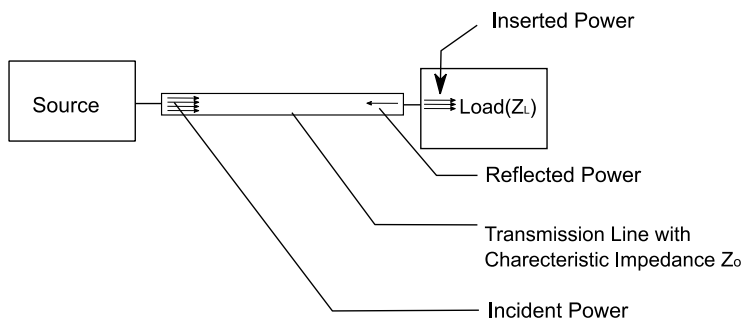 Inserted Power
Source
Load(ZL)
Reflected Power
Transmission Line with
Charecteristic Impedance Zo
Incident Power